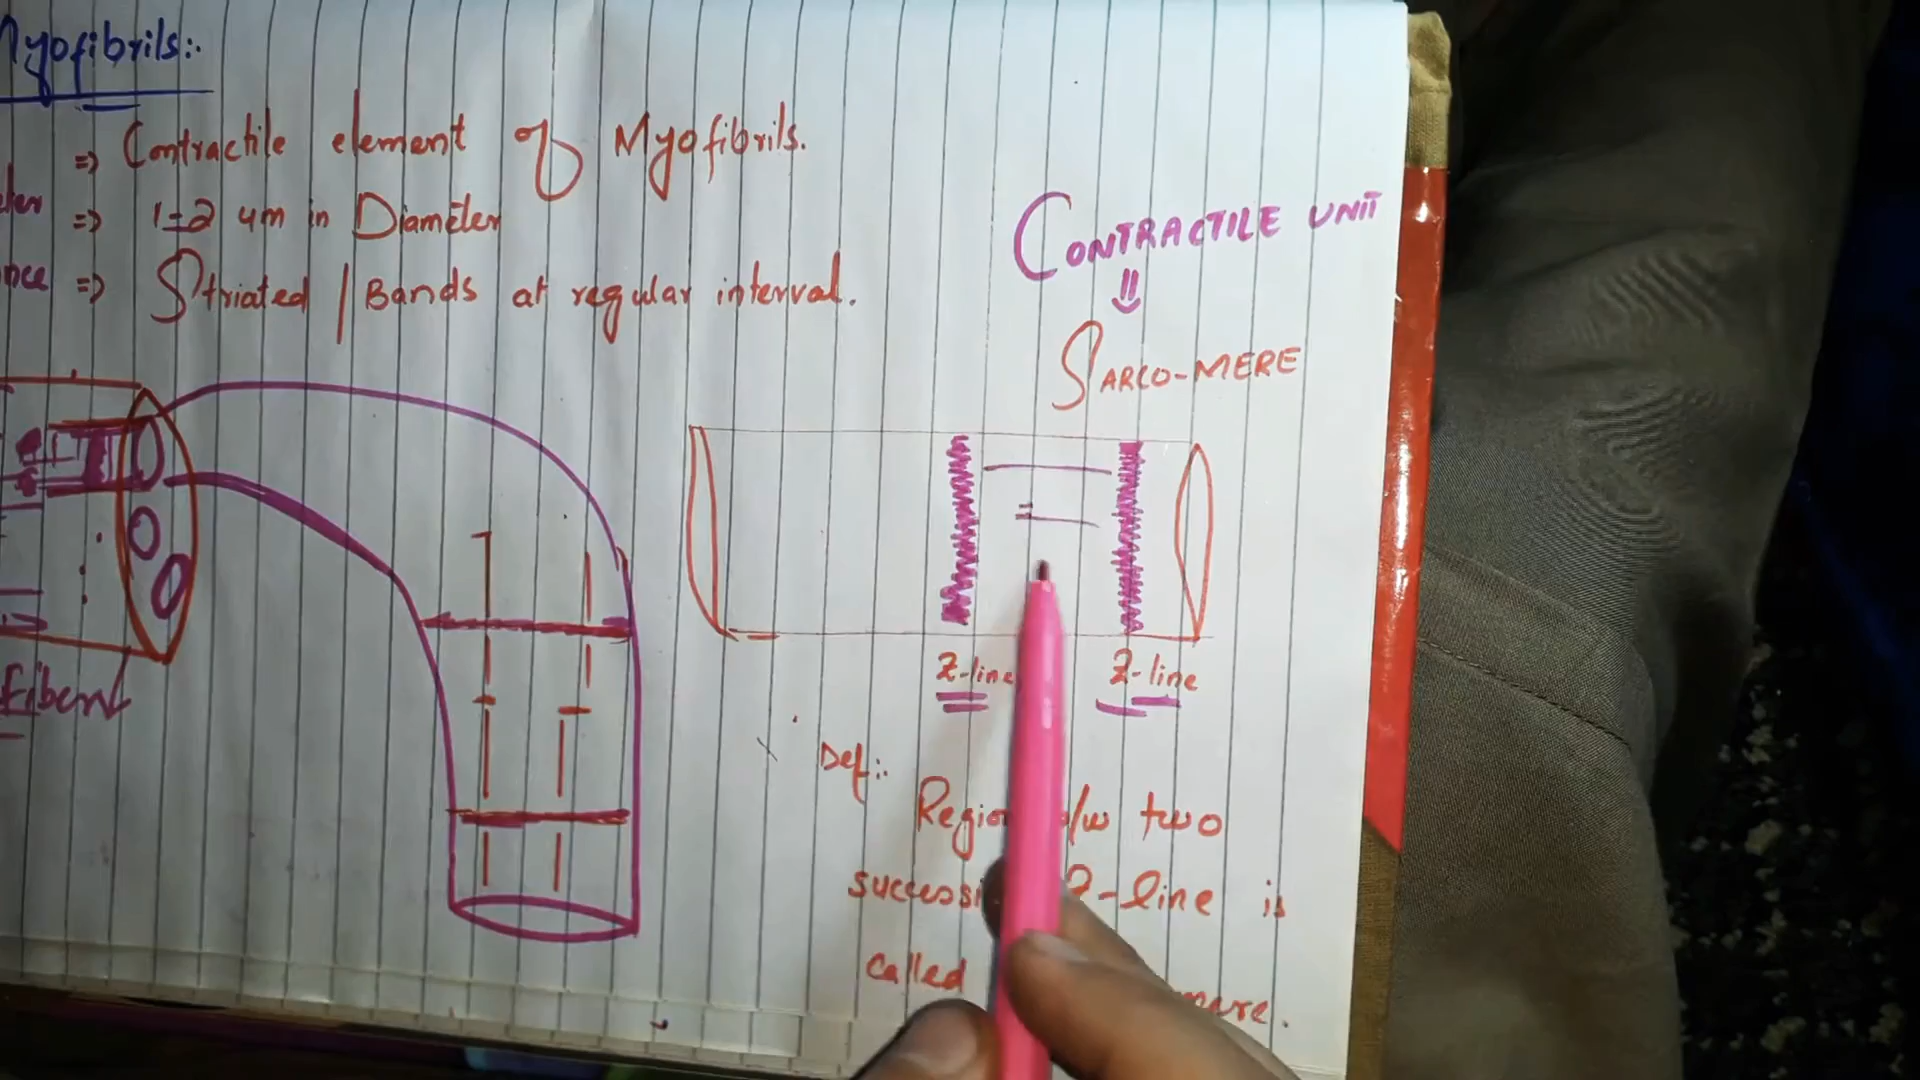 Myofibrils:-
=> Contractile element of Myofibrils.
=> 1-2 um in Diameter
=> Striated / Bands at regular interval.
CONTRACTILE UNIT
SARCO-MERE
Z-line Z-line
Def:-
b/w two
Z-line is
called